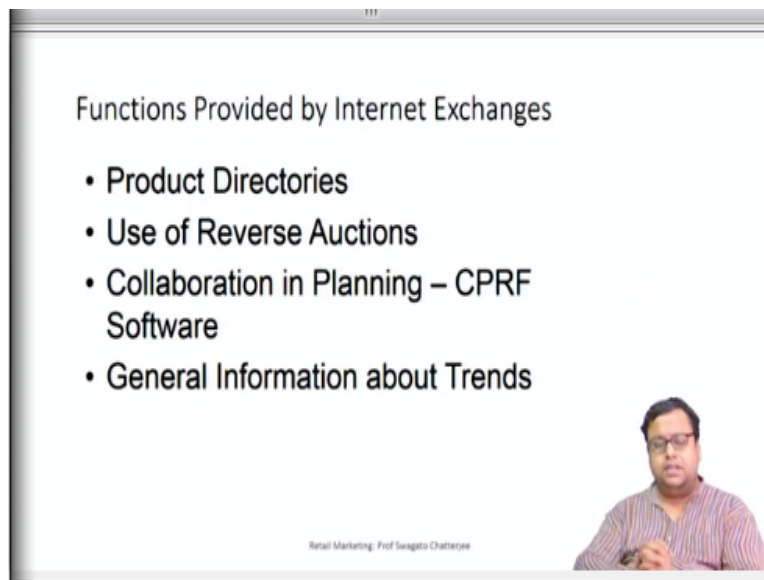 Functions Provided by Internet Exchanges
• Product Directories
• Use of Reverse Auctions
• Collaboration in Planning – CPRF
Software
• General Information about Trends
Retail Marketing: Prof Swagato Chatterjee